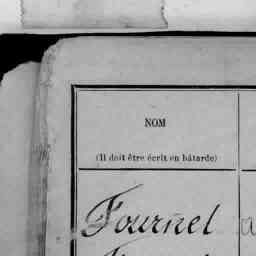 NOM
(Il doit être écrit en bâtarde)
Fournel